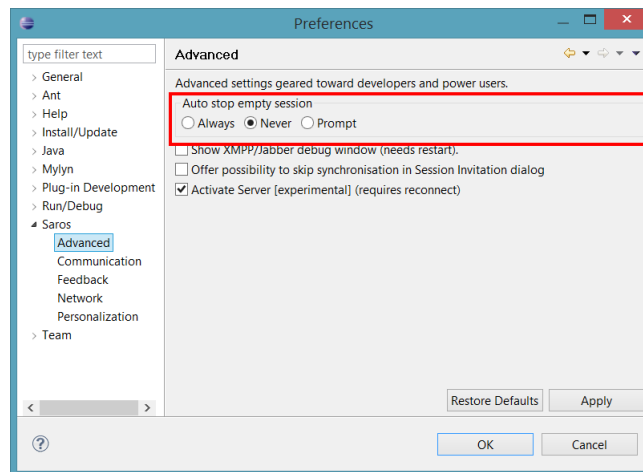 Preferences
type filter text
Advanced
General
Ant
Help
Install/Update
Java
Mylyn
Plug-in Development
Run/Debug
Saros
Advanced
Communication
Feedback
Network
Personalization
Team
Advanced settings geared toward developers and power users.
Auto stop empty session
Always Never Prompt
Show XMPP/Jabber debug window (needs restart).
Offer possibility to skip synchronisation in Session Invitation dialog
Activate Server [experimental] (requires reconnect)
Restore Defaults Apply
OK Cancel